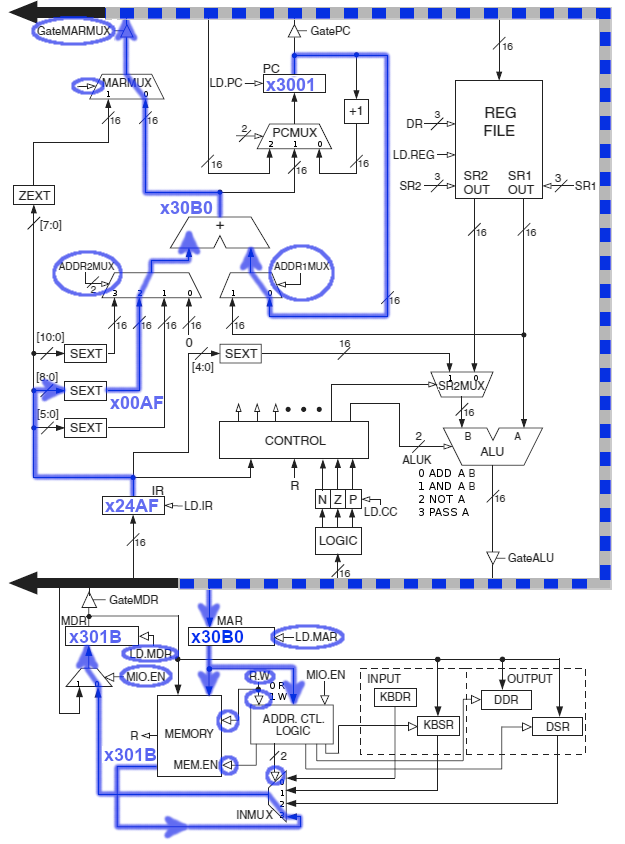 GateMARMUX
GatePC
16
MARMUX
1 0
16
16
LD.PC
PC
x3001
+1
2
PCMUX
2 1 0
16
16
16
REG
FILE
DR
3
LD.REG
SR2
3
SR2
OUT
SR1
OUT
3
SR1
16
16
ZEXT
[7:0]
x30B0
+
ADDR2MUX
2
3 2 1 0
ADDR1MUX
1 0
16
16
16
16
16
0
16
[10:0]
SEXT
[4:0]
SEXT
16
[8:0]
SEXT
x00AF
[5:0]
SEXT
1 0
SR2MUX
16
CONTROL
2
ALUK
B A
ALU
0 ADD A B
1 AND A B
2 NOT A
3 PASS A
IR
x24AF
LD.IR
R
N Z P
LD.CC
LOGIC
16
16
16
GateALU
GateMDR
MDR
x301B
LD.MDR
MIO.EN
MAR
x30B0
LD.MAR
R.W
0 R
1 W
MIO.EN
INPUT
KBDR
KBSR
OUTPUT
DDR
DSR
R
MEMORY
MEM.EN
ADDR. CTL.
LOGIC
x301B
2
0
1
2
3
INMUX